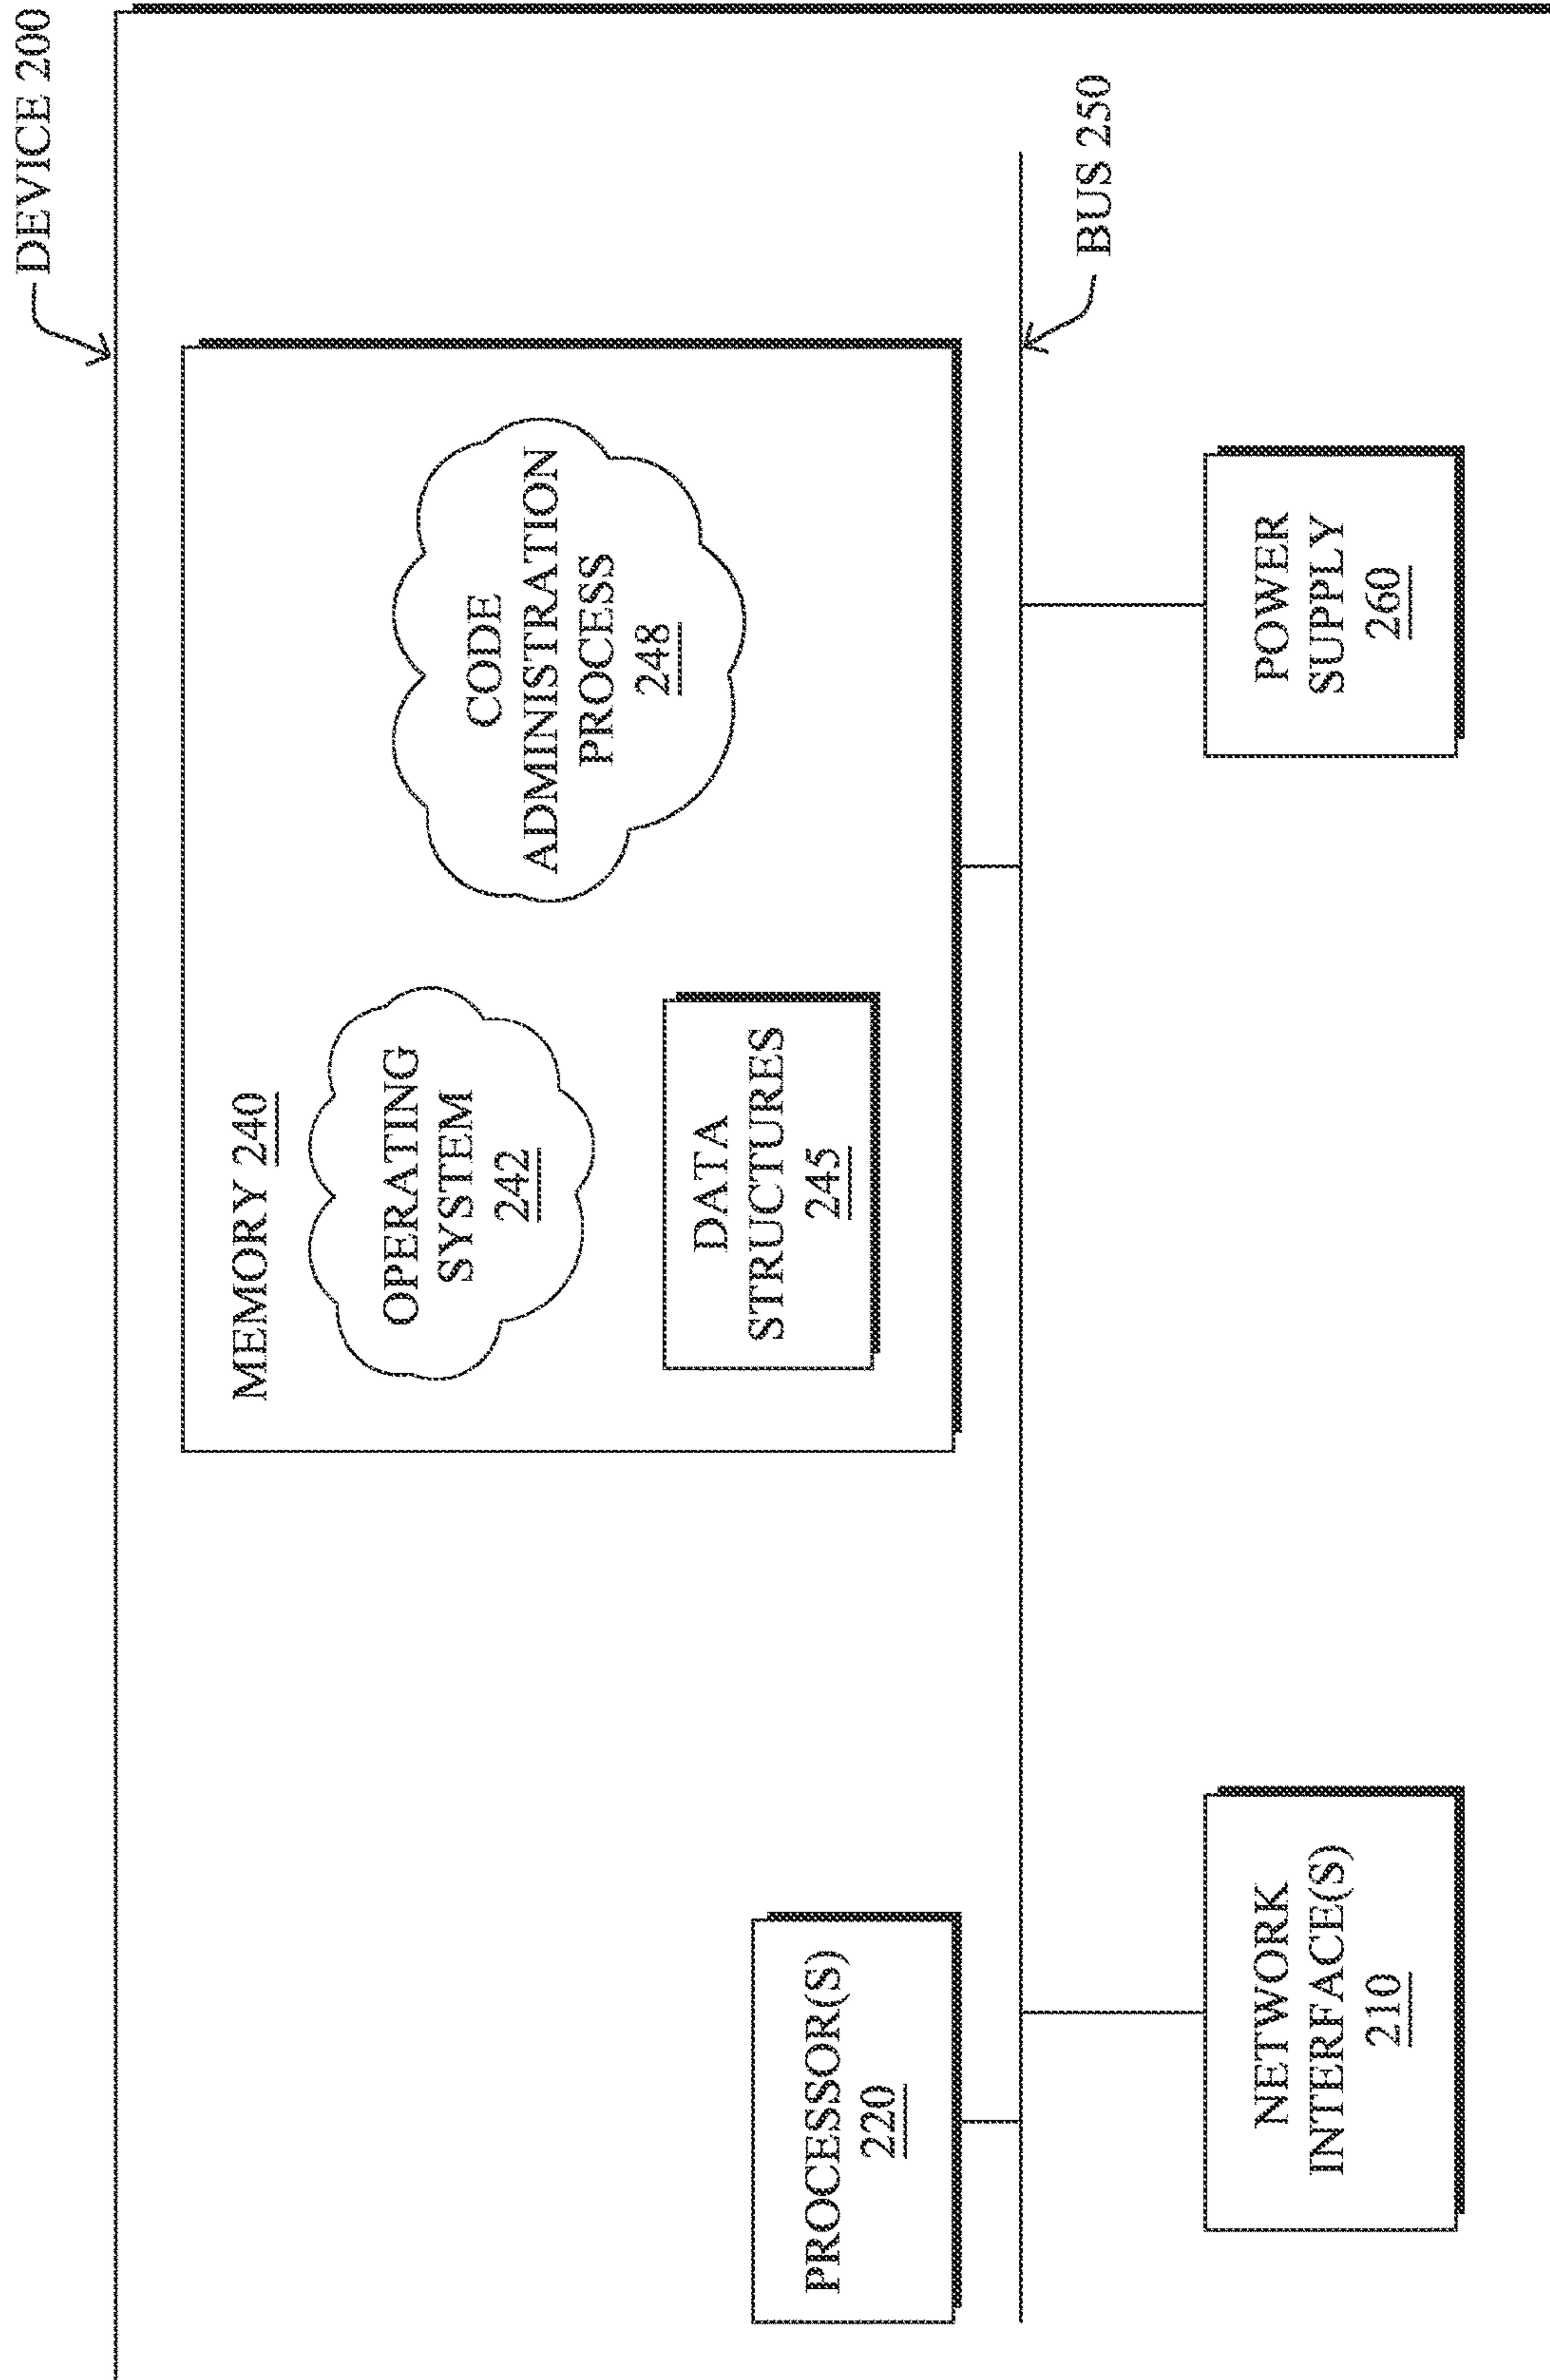 DEVICE 200
MEMORY 240
OPERATING
SYSTEM
242
DATA
STRUCTURES
245
CODE
ADMINISTRATION
PROCESS
248
PROCESSOR(S)
220
BUS 250
NETWORK
INTERFACE(S)
210
POWER
SUPPLY
260